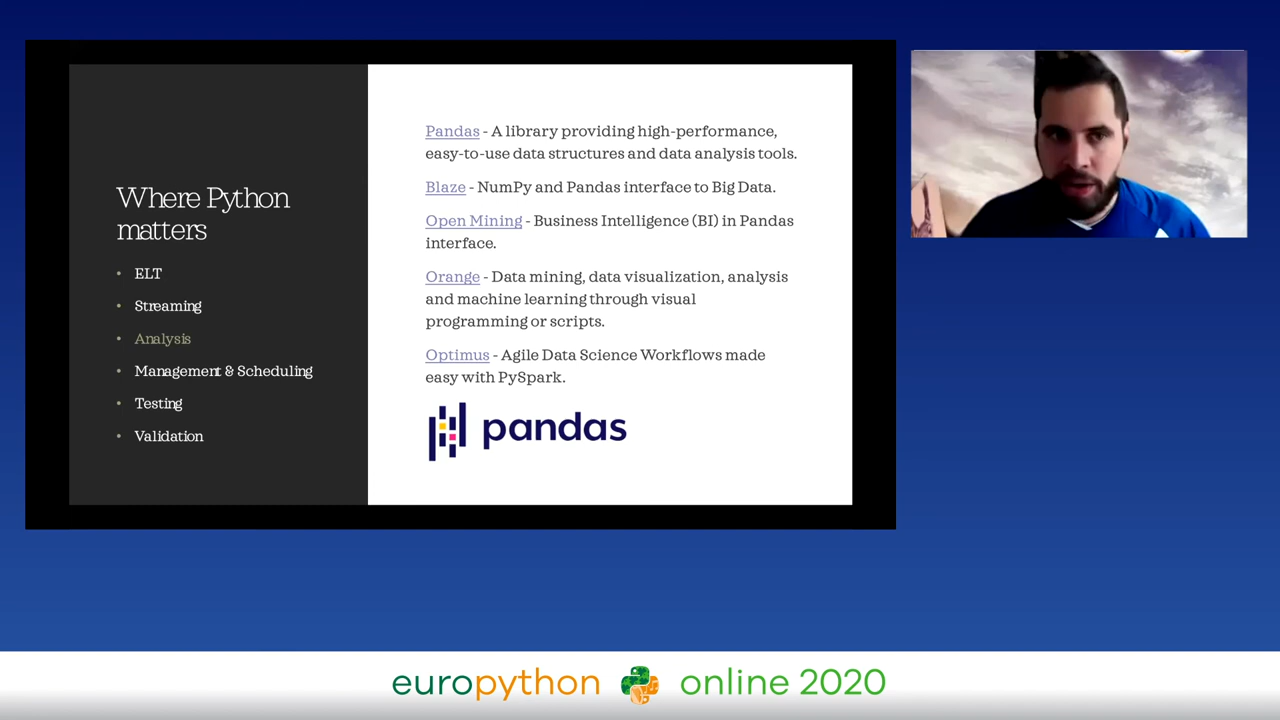 Where Python
matters
• ELT
• Streaming
• Analysis
• Management & Scheduling
• Testing
• Validation
Pandas - A library providing high-performance,
easy-to-use data structures and data analysis tools.
Blaze - NumPy and Pandas interface to Big Data.
Open Mining - Business Intelligence (BI) in Pandas
interface.
Orange - Data mining, data visualization, analysis
and machine learning through visual
programming or scripts.
Optimus - Agile Data Science Workflows made
easy with PySpark.
pandas
europython online 2020